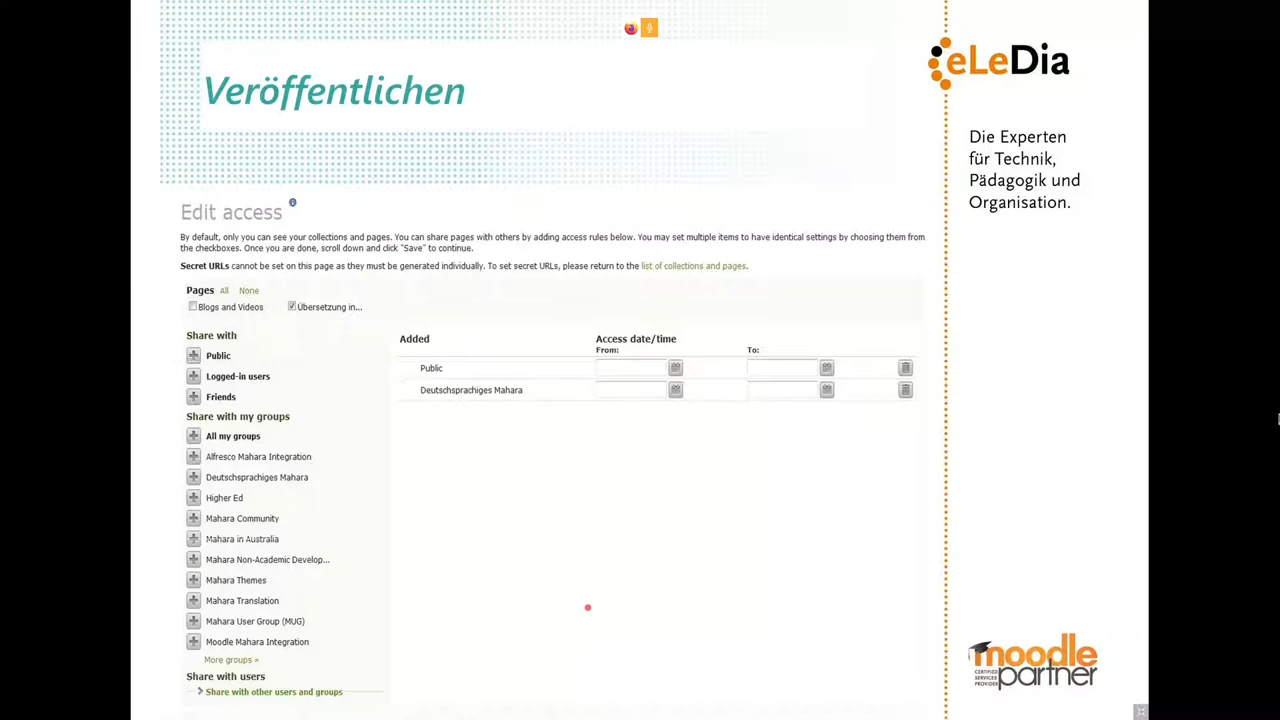 Veröffentlichen
eLeDia
Die Experten
für Technik,
Pädagogik und
Organisation.
Edit access
By default, only you can see your collections and pages. You can share pages with others by adding access rules below. You may set multiple items to have identical settings by choosing them from
the checkboxes. Once you are done, scroll down and click "Save" to continue.
Secret URLs cannot be set on this page as they must be generated individually. To set secret URLs, please return to the list of collections and pages.
Pages All None
Blogs and Videos Übersetzung in...
Share with
Public
Logged-in users
Friends
Share with my groups
All my groups
Alfresco Mahara Integration
Deutschsprachiges Mahara
Higher Ed
Mahara Community
Mahara in Australia
Mahara Non-Academic Develop...
Mahara Themes
Mahara Translation
Mahara User Group (MUG)
Moodle Mahara Integration
More groups »
Share with users
Share with other users and groups
Added Access date/time
From: To:
Public
Deutschsprachiges Mahara
moodle
CERTIFIED
SERVICES
PROVIDER
partner